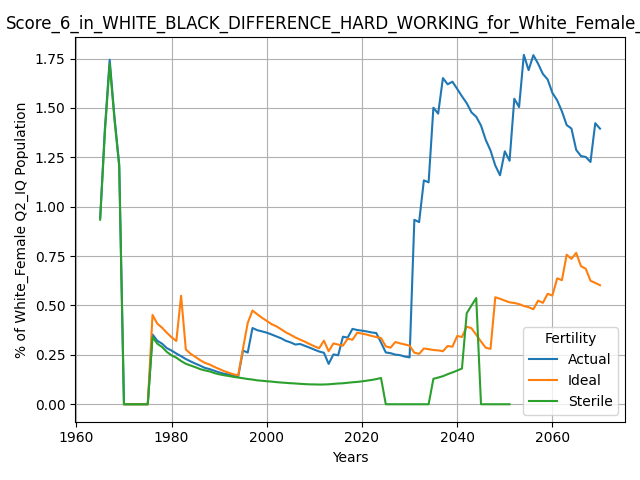 Score_6_in_WHITE_BLACK_DIFFERENCE_HARD_WORKING_for_White_Female_
% of White_Female Q2_IQ Population
1.75
1.50
1.25
1.00
0.75
0.50
0.25
0.00
Fertility
Actual
Ideal
Sterile
1960 1980 2000 2020 2040 2060
Years